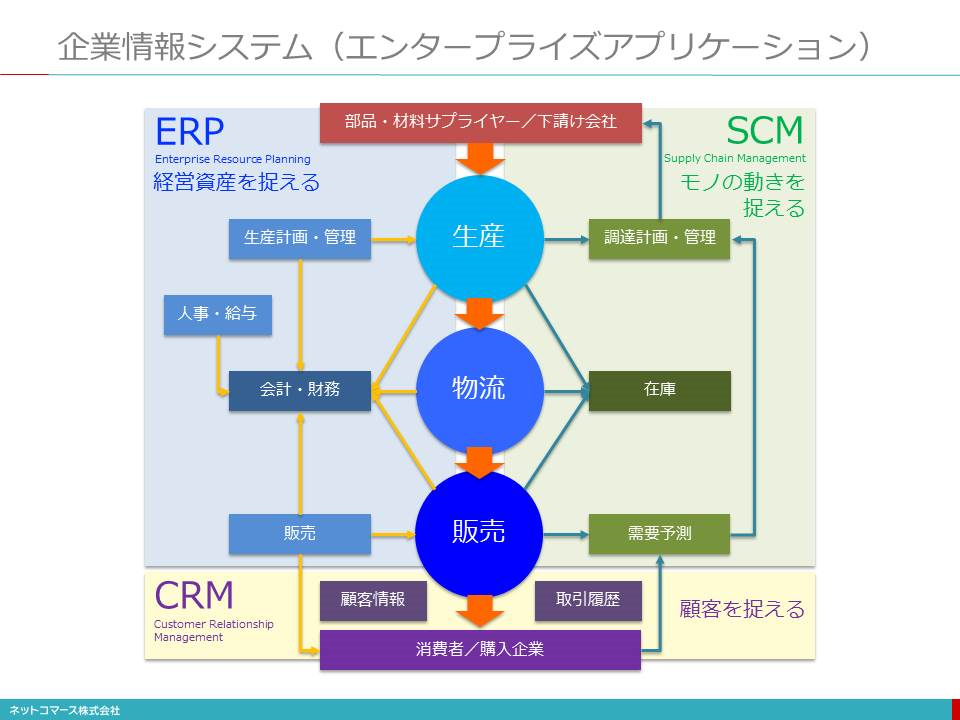 企業情報システム（エンタープライズアプリケーション）
部品・材料サプライヤー／下請け会社
ERP
Enterprise Resource Planning
経営資産を捉える
SCM
Supply Chain Management
モノの動きを
捉える
生産計画・管理
生産
調達計画・管理
人事・給与
会計・財務
物流
在庫
販売
販売
需要予測
CRM
Customer Relationship
Management
顧客情報
取引履歴
顧客を捉える
消費者／購入企業
ネットコマース株式会社